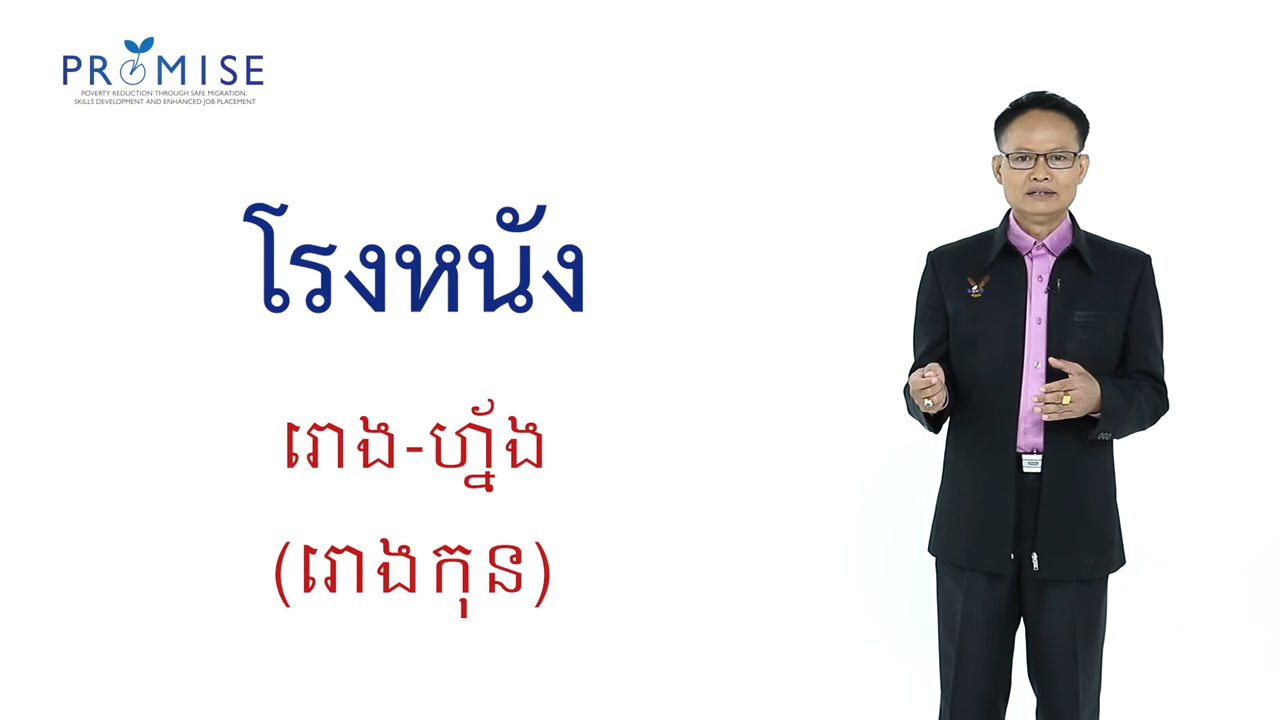 PROMISE
POVERTY REDUCTION THROUGH SAFE MIGRATION,
SKILLS DEVELOPMENT AND ENHANCED JOB PLACEMENT
โรงหนัง
រោង-ហ្ន័ង
(រោងកុន)